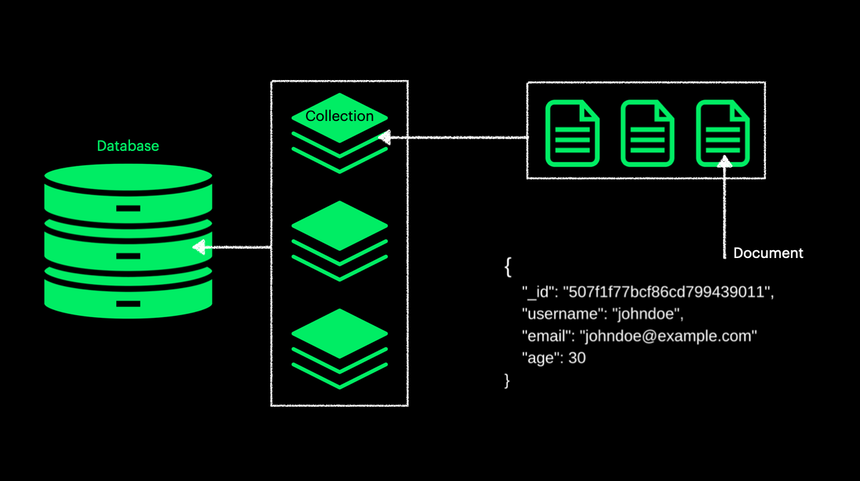 Database
Collection
Document
{
"_id": "507f1f77bcf86cd799439011",
"username": "johndoe",
"email": "johndoe@example.com"
"age": 30
}